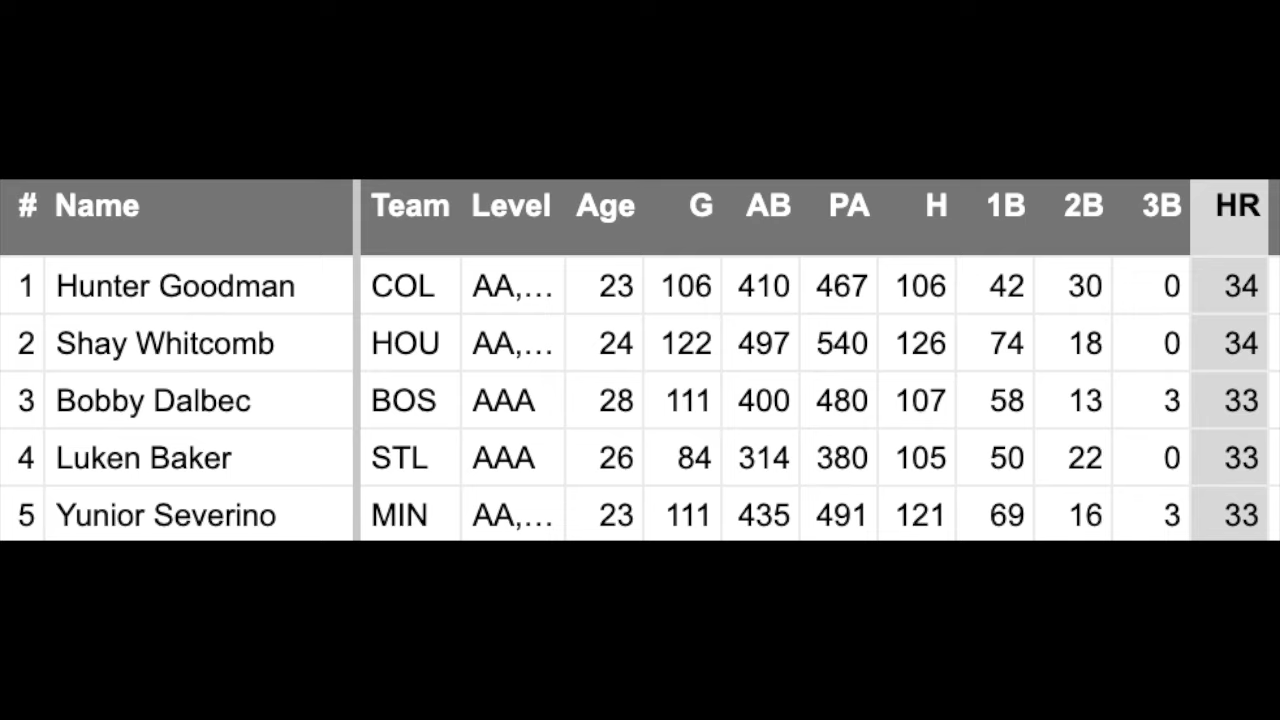 # Name Team Level Age G AB PA H 1B 2B 3B HR
1 Hunter Goodman COL AA,... 23 106 410 467 106 42 30 0 34
2 Shay Whitcomb HOU AA,... 24 122 497 540 126 74 18 0 34
3 Bobby Dalbec BOS AAA 28 111 400 480 107 58 13 3 33
4 Luken Baker STL AAA 26 84 314 380 105 50 22 0 33
5 Yunior Severino MIN AA,... 23 111 435 491 121 69 16 3 33